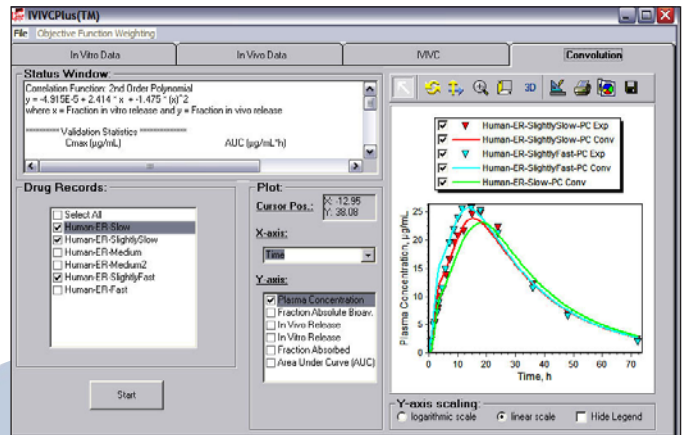 IVIVCPlus(TM)
File Objective Function Weighting
In Vitro Data In Vivo Data IVIVC Convolution
Status Window:
Correlation Function: 2nd Order Polynomial
y = -4.915E-5 + 2.414 * x + -1.475 * (x)^2
where x = Fraction in vitro release and y = Fraction in vivo release
********* Validation Statistics **************
Cmax (µg/mL) AUC (µg/mL*h)
3D
Human-ER-SlightlySlow-PC Exp
Human-ER-SlightlySlow-PC Conv
Human-ER-SlightlyFast-PC Exp
Human-ER-SlightlyFast-PC Conv
Human-ER-Slow-PC Conv
Drug Records:
Select All
Human-ER-Slow
Human-ER-SlightlySlow
Human-ER-Medium
Human-ER-Medium2
Human-ER-SlightlyFast
Human-ER-Fast
Start
Plot:
Cursor Pos.: X: -12.95
Y: 38.08
X-axis:
Time
Y-axis:
Plasma Concentration
Fraction Absolute Bioav.
In Vivo Release
In Vitro Release
Fraction Absorbed
Area Under Curve (AUC)
Plasma Concentration, µg/mL
25
20
15
10
5
0
0 10 20 30 40 50 60 70
Time, h
Y-axis scaling:
logarithmic scale linear scale Hide Legend